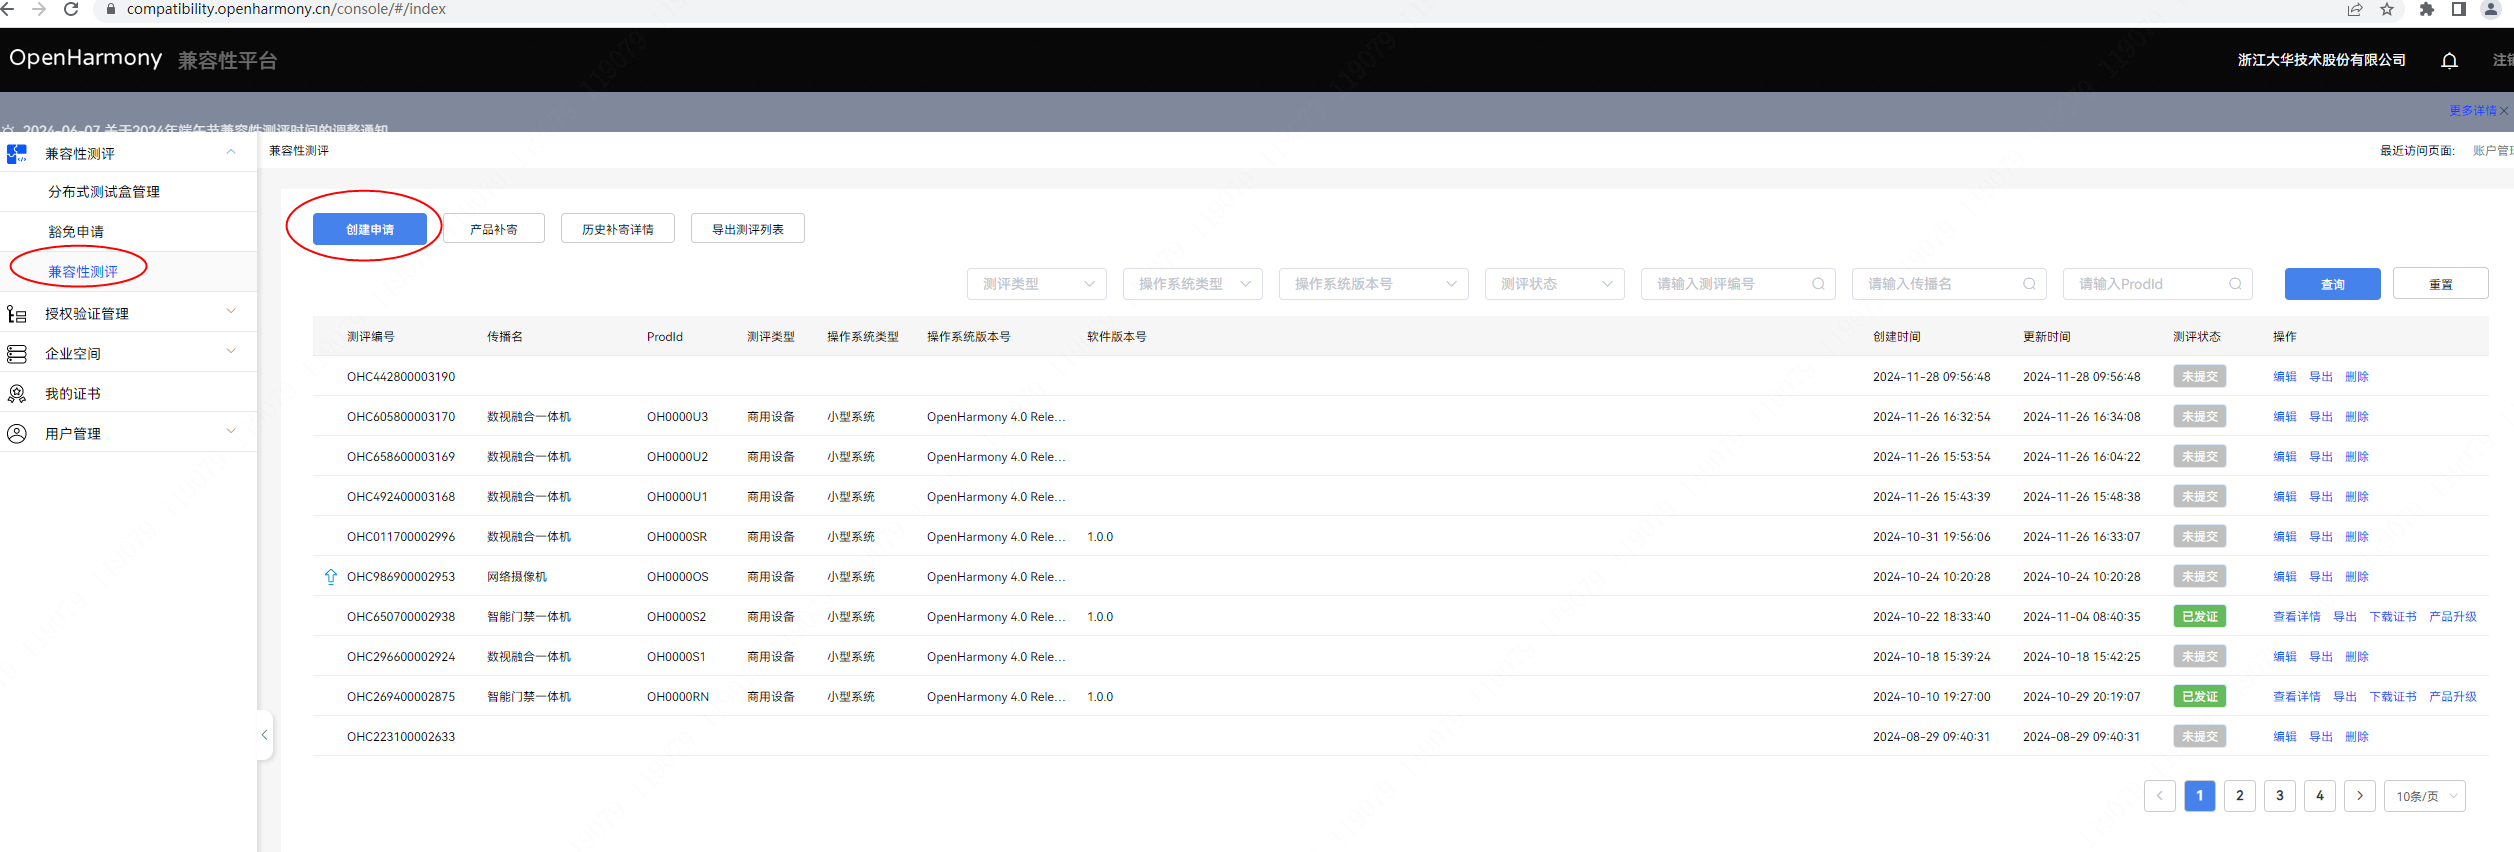 compatibility.openharmony.cn/console/#/index
OpenHarmony 兼容性平台
浙江大华技术股份有限公司
2024-06-07 关于2024年端午节兼容性测评时间的调整通知
更多详情
兼容性测评
分布式测试盒管理
豁免申请
兼容性测评
授权验证管理
企业空间
我的证书
用户管理
兼容性测评
最近访问页面: 账户管
创建申请 产品补寄 历史补寄详情 导出测评列表
测评类型 操作系统类型 操作系统版本号 测评状态 请输入测评编号 请输入传播名 请输入ProdId 查询 重置
测评编号 传播名 ProdId 测评类型 操作系统类型 操作系统版本号 软件版本号 创建时间 更新时间 测评状态 操作
OHC442800003190 2024-11-28 09:56:48 2024-11-28 09:56:48 未提交 编辑 导出 删除
OHC605800003170 数视融合一体机 OH0000U3 商用设备 小型系统 OpenHarmony 4.0 Rele... 2024-11-26 16:32:54 2024-11-26 16:34:08 未提交 编辑 导出 删除
OHC658600003169 数视融合一体机 OH0000U2 商用设备 小型系统 OpenHarmony 4.0 Rele... 2024-11-26 15:53:54 2024-11-26 16:04:22 未提交 编辑 导出 删除
OHC492400003168 数视融合一体机 OH0000U1 商用设备 小型系统 OpenHarmony 4.0 Rele... 2024-11-26 15:43:39 2024-11-26 15:48:38 未提交 编辑 导出 删除
OHC011700002996 数视融合一体机 OH0000SR 商用设备 小型系统 OpenHarmony 4.0 Rele... 1.0.0 2024-10-31 19:56:06 2024-11-26 16:33:07 未提交 编辑 导出 删除
OHC986900002953 网络摄像机 OH0000OS 商用设备 小型系统 OpenHarmony 4.0 Rele... 2024-10-24 10:20:28 2024-10-24 10:20:28 未提交 编辑 导出 删除
OHC650700002938 智能门禁一体机 OH0000S2 商用设备 小型系统 OpenHarmony 4.0 Rele... 1.0.0 2024-10-22 18:33:40 2024-11-04 08:40:35 已发证 查看详情 导出 下载证书 产品升级
OHC296600002924 数视融合一体机 OH0000S1 商用设备 小型系统 OpenHarmony 4.0 Rele... 2024-10-18 15:39:24 2024-10-18 15:42:25 未提交 编辑 导出 删除
OHC269400002875 智能门禁一体机 OH0000RN 商用设备 小型系统 OpenHarmony 4.0 Rele... 1.0.0 2024-10-10 19:27:00 2024-10-29 20:19:07 已发证 查看详情 导出 下载证书 产品升级
OHC223100002633 2024-08-29 09:40:31 2024-08-29 09:40:31 未提交 编辑 导出 删除
1 2 3 4 10条/页